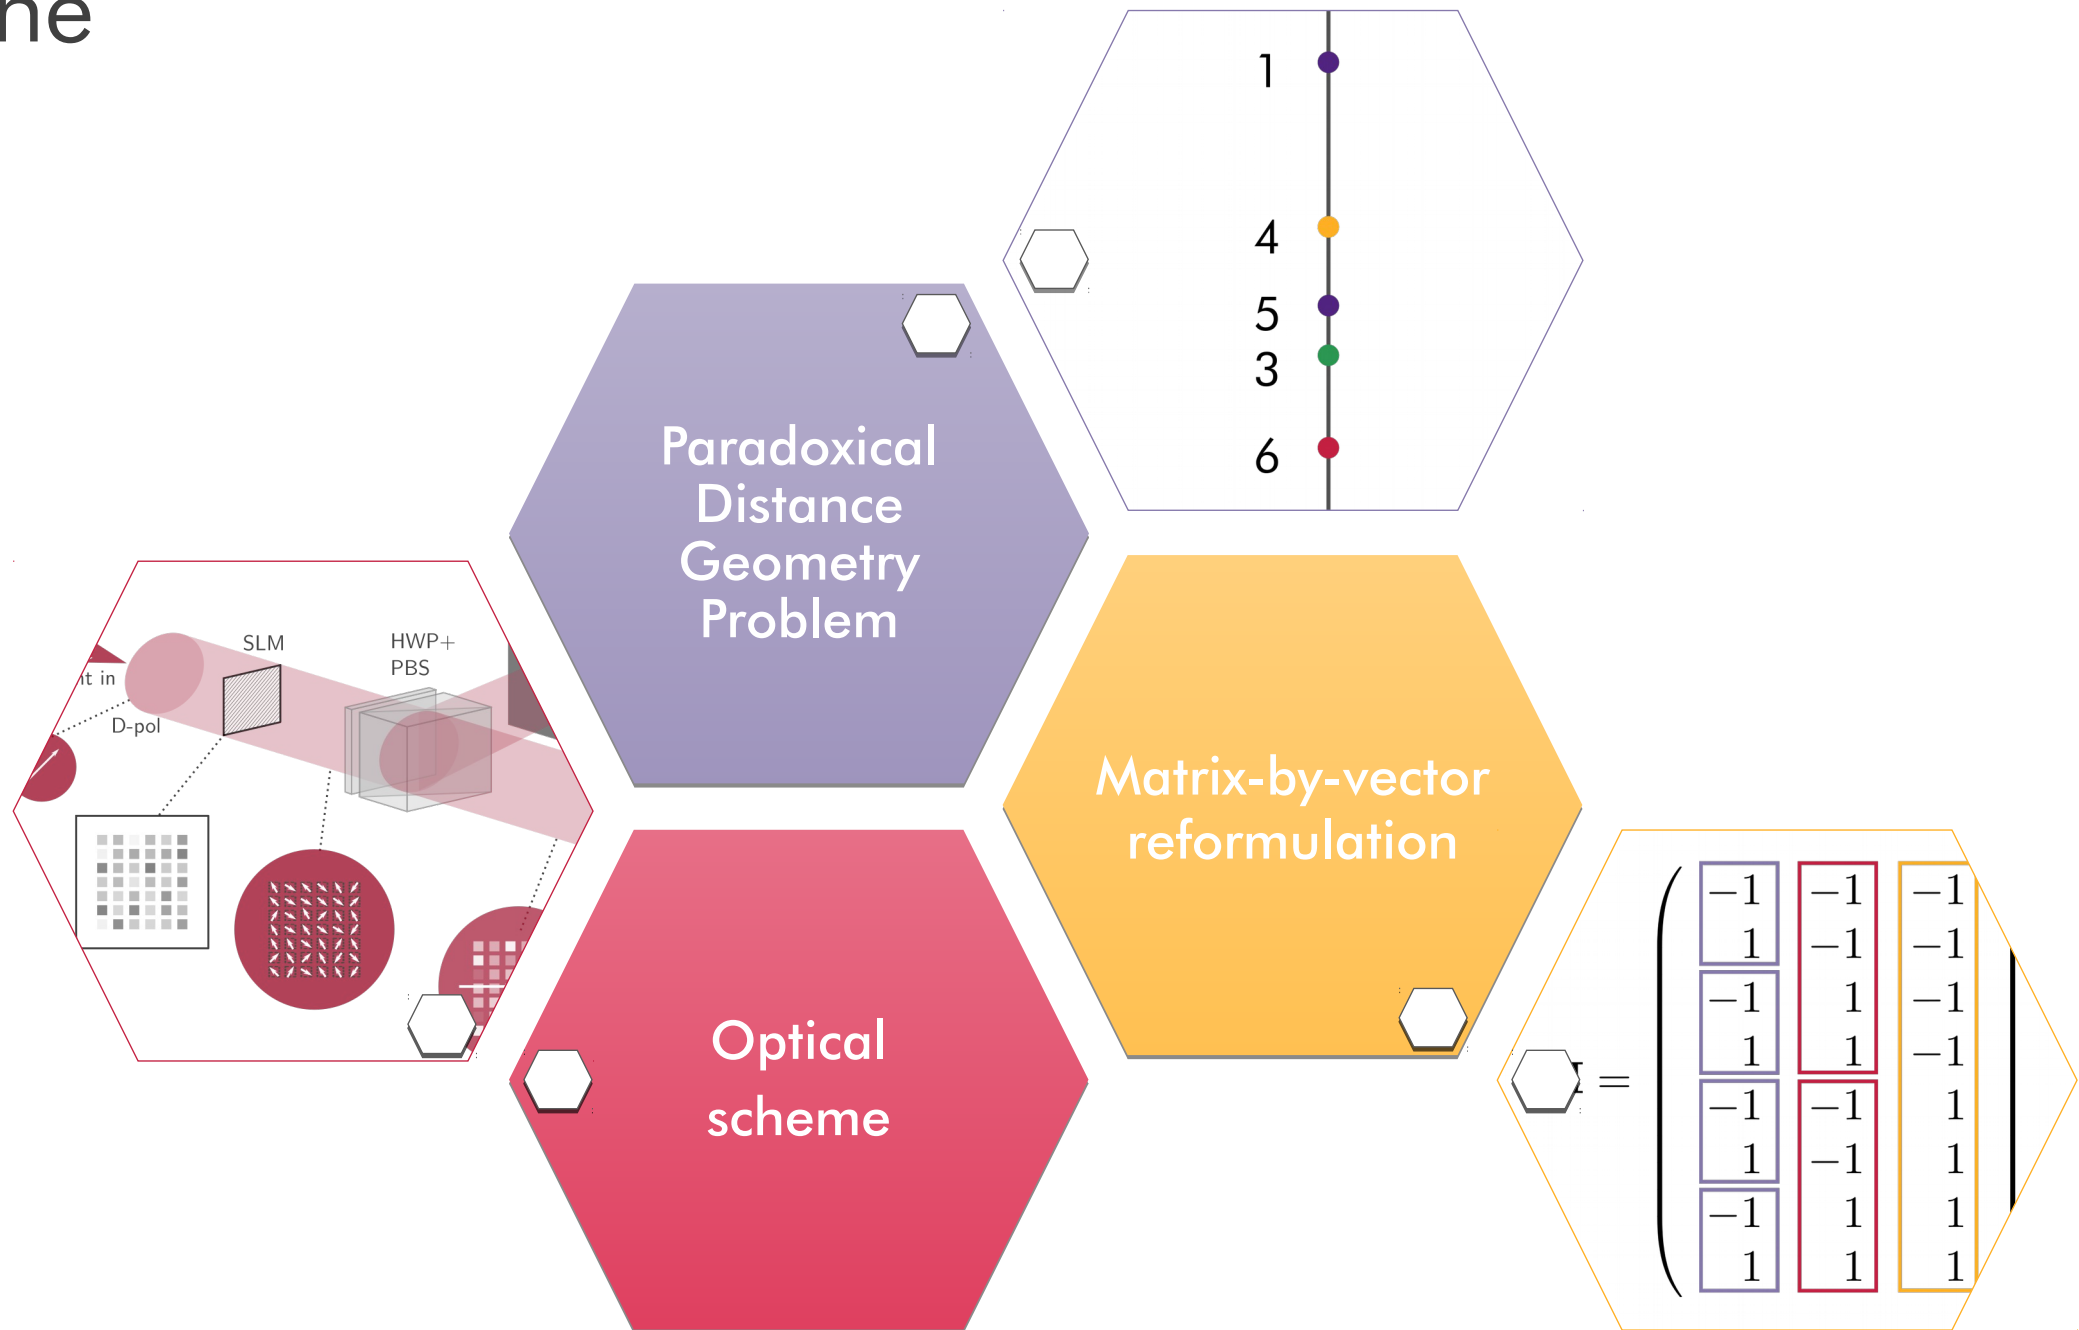 1
4
5
3
6
Paradoxical
Distance
Geometry
Problem
SLM
HWP+
PBS
in
D-pol
Matrix-by-vector
reformulation
Optical
scheme
=
−1 −1 −1
1 −1 −1
−1 1 −1
1 1 −1
−1 −1 1
1 −1 1
−1 1 1
1 1 1